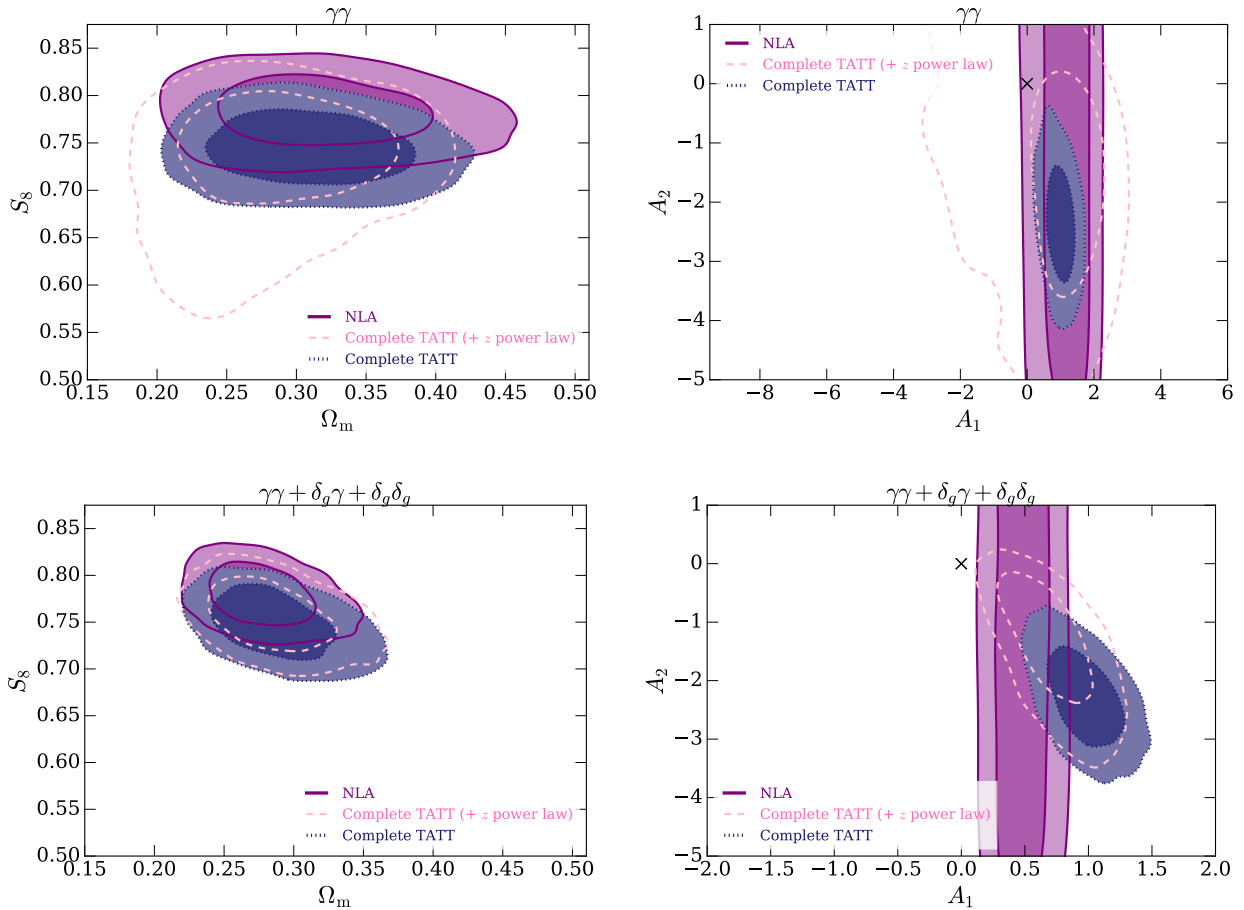 γγ
0.85
0.80
0.75
0.70
0.65
0.60
0.55
0.50
S₈
0.15 0.20 0.25 0.30 0.35 0.40 0.45 0.50
Ωₘ
NLA
Complete TATT (+ z power law)
Complete TATT
γγ
1
0
−1
−2
−3
−4
−5
A₂
−8 −6 −4 −2 0 2 4 6
A₁
NLA
Complete TATT (+ z power law)
Complete TATT
γγ + δ_gγ + δ_gδ_g
0.85
0.80
0.75
0.70
0.65
0.60
0.55
0.50
S₈
0.15 0.20 0.25 0.30 0.35 0.40 0.45 0.50
Ωₘ
NLA
Complete TATT (+ z power law)
Complete TATT
γγ + δ_gγ + δ_gδ_g
1
0
−1
−2
−3
−4
−5
A₂
−2.0 −1.5 −1.0 −0.5 0.0 0.5 1.0 1.5 2.0
A₁
NLA
Complete TATT (+ z power law)
Complete TATT